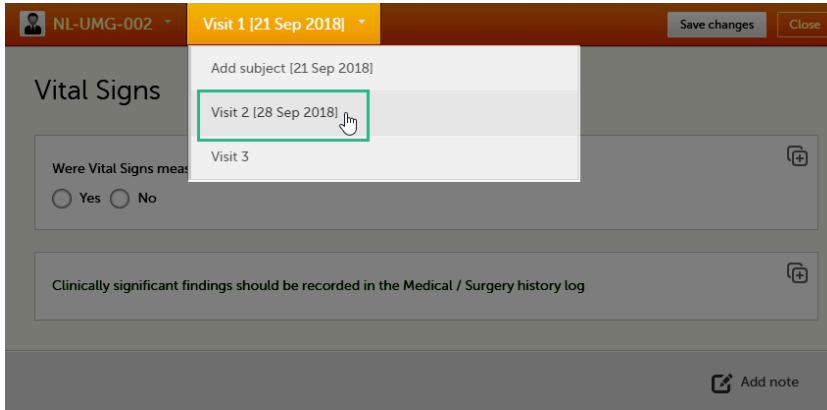 NL-UMG-002
Visit 1 [21 Sep 2018]
Save changes
Close
Add subject [21 Sep 2018]
Visit 2 [28 Sep 2018]
Visit 3
Vital Signs
Were Vital Signs
Yes
No
Clinically significant findings should be recorded in the Medical / Surgery history log
Add note